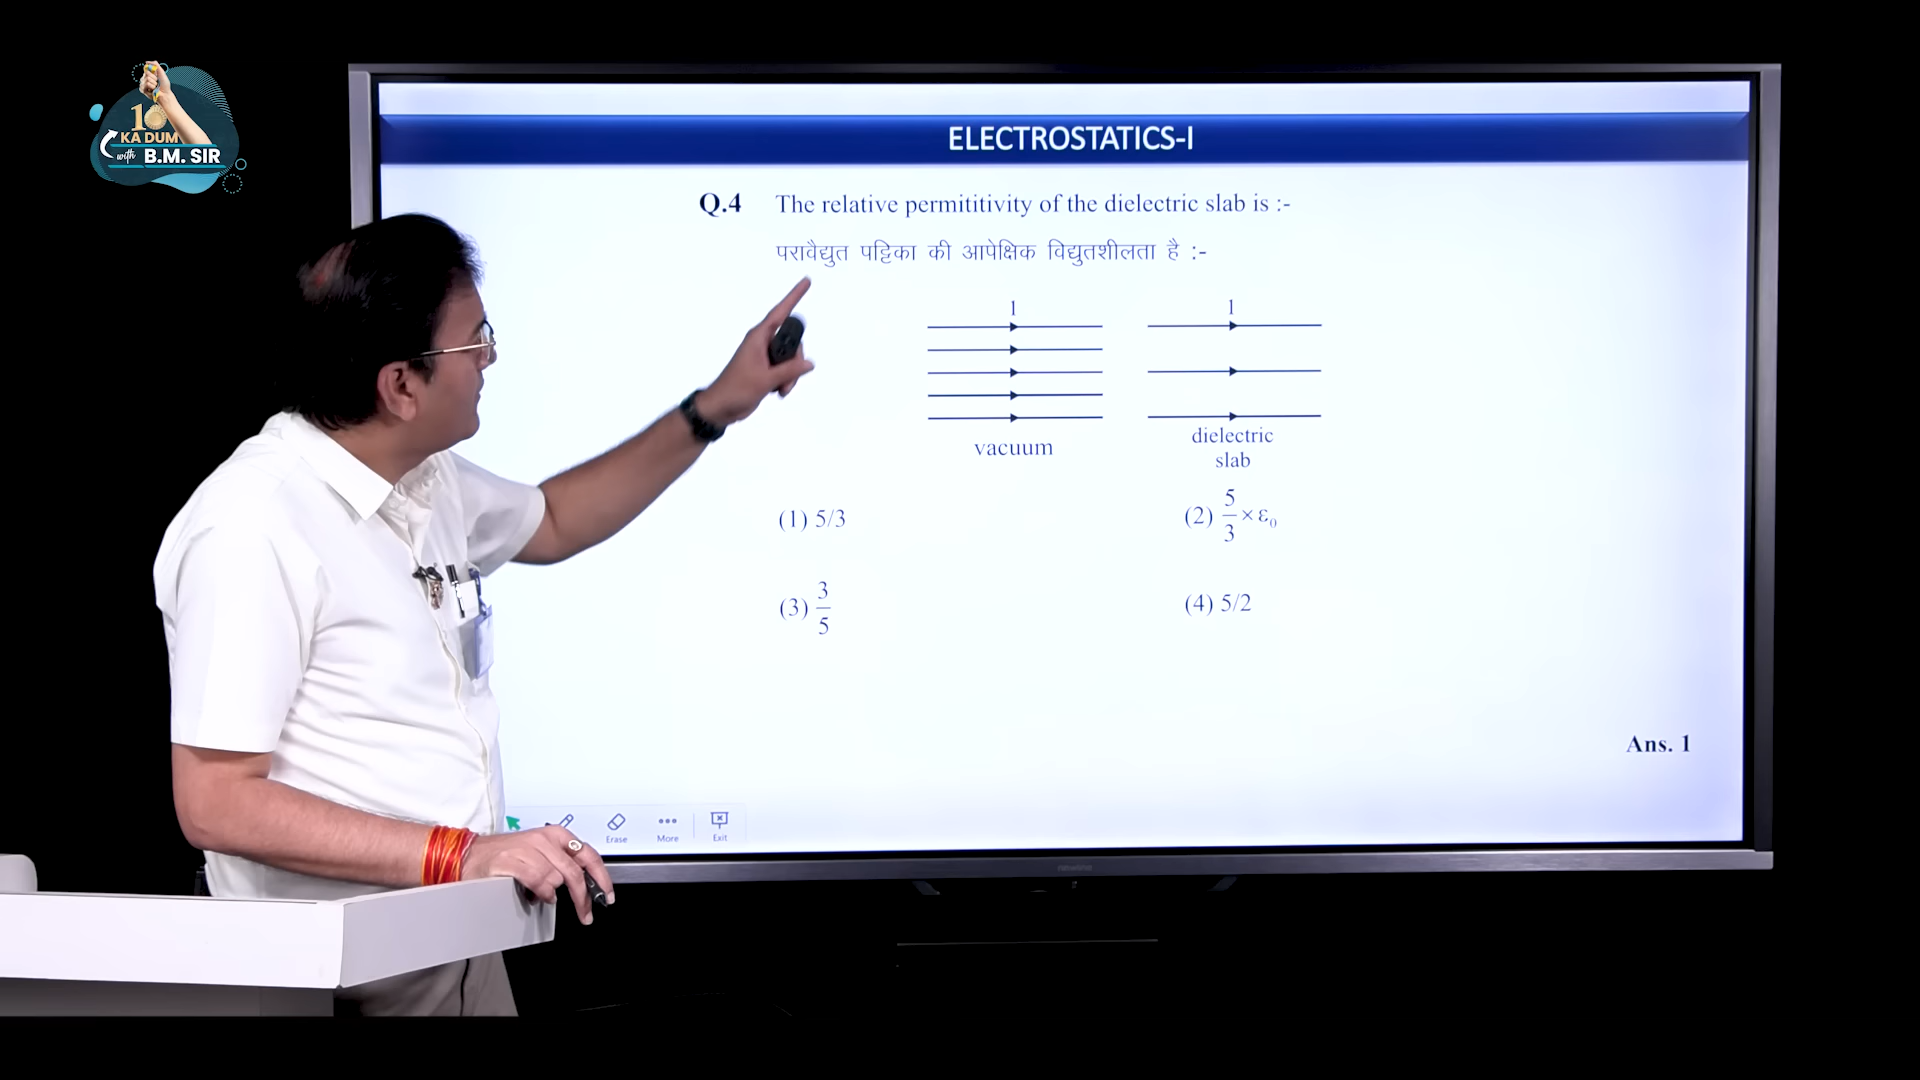 10
KA DUM
with B.M. SIR
ELECTROSTATICS-I
Q.4 The relative permititivity of the dielectric slab is :-
परावैद्युत पट्टिका की आपेक्षिक विद्युतशीलता है :-
1 1
vacuum
dielectric
slab
(1) 5/3
(2) 5/3 × ε₀
(3) 3/5
(4) 5/2
Ans. 1
Erase More Exit